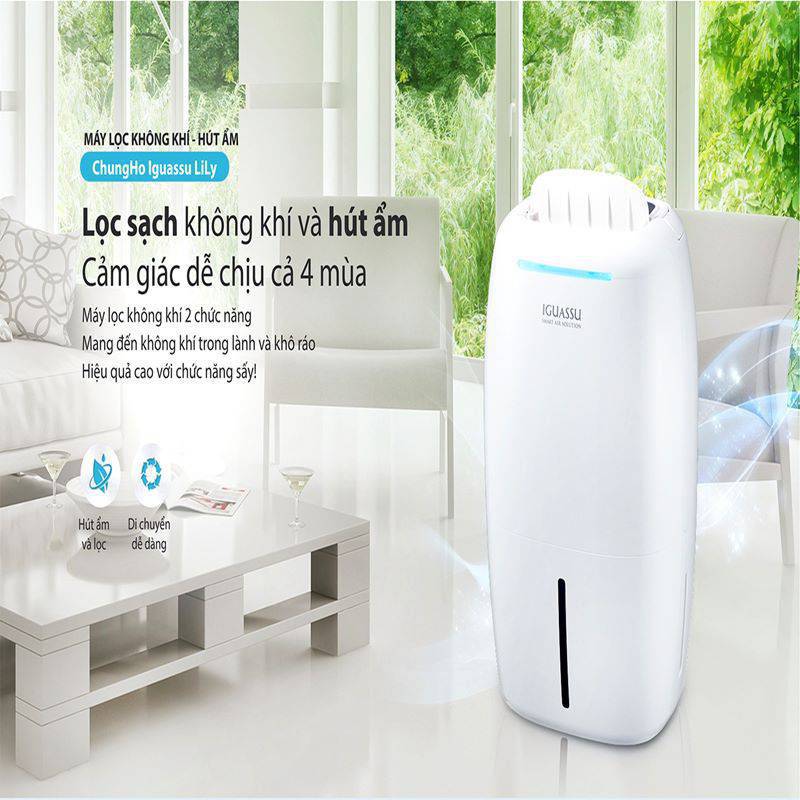 MÁY LỌC KHÔNG KHÍ - HÚT ẨM
ChungHo Iguassu LiLy
Lọc sạch không khí và hút ẩm
Cảm giác dễ chịu cả 4 mùa
Máy lọc không khí 2 chức năng
Mang đến không khí trong lành và khô ráo
Hiệu quả cao với chức năng sấy!
Hút ẩm
và lọc
Di chuyển
dễ dàng
IGUASSU
SMART AIR SOLUTION